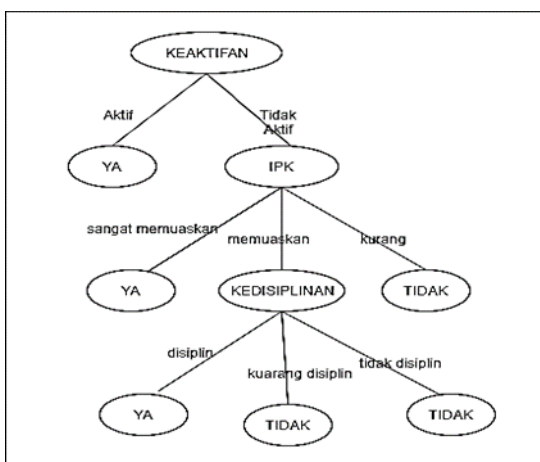 KEAKTIFAN
Aktif
Tidak
Aktif
YA
IPK
sangat memuaskan
memuaskan
kurang
YA
KEDISIPLINAN
TIDAK
disiplin
kuarang disiplin
tidak disiplin
YA
TIDAK
TIDAK